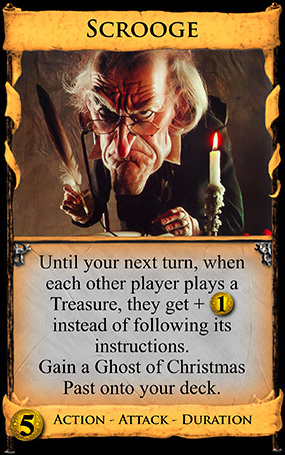 SCROOGE
Until your next turn, when
each other player plays a
Treasure, they get + 1
instead of following its
instructions.
Gain a Ghost of Christmas
Past onto your deck.
5 ACTION - ATTACK - DURATION